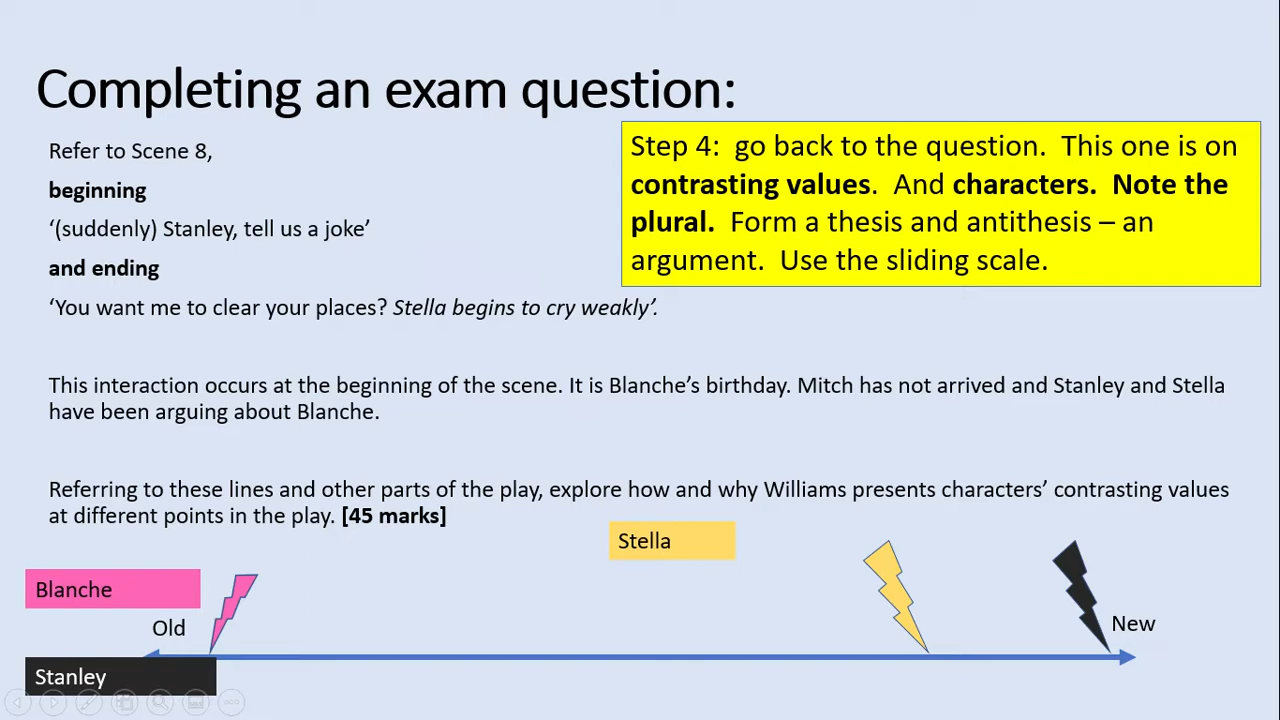 Completing an exam question:
Refer to Scene 8,
beginning
‘(suddenly) Stanley, tell us a joke’
and ending
‘You want me to clear your places? Stella begins to cry weakly’.
Step 4:  go back to the question.  This one is on
contrasting values.  And characters.  Note the
plural.  Form a thesis and antithesis – an
argument.  Use the sliding scale.
This interaction occurs at the beginning of the scene. It is Blanche’s birthday. Mitch has not arrived and Stanley and Stella
have been arguing about Blanche.
Referring to these lines and other parts of the play, explore how and why Williams presents characters’ contrasting values
at different points in the play. [45 marks]
Stella
Blanche
Old
New
Stanley